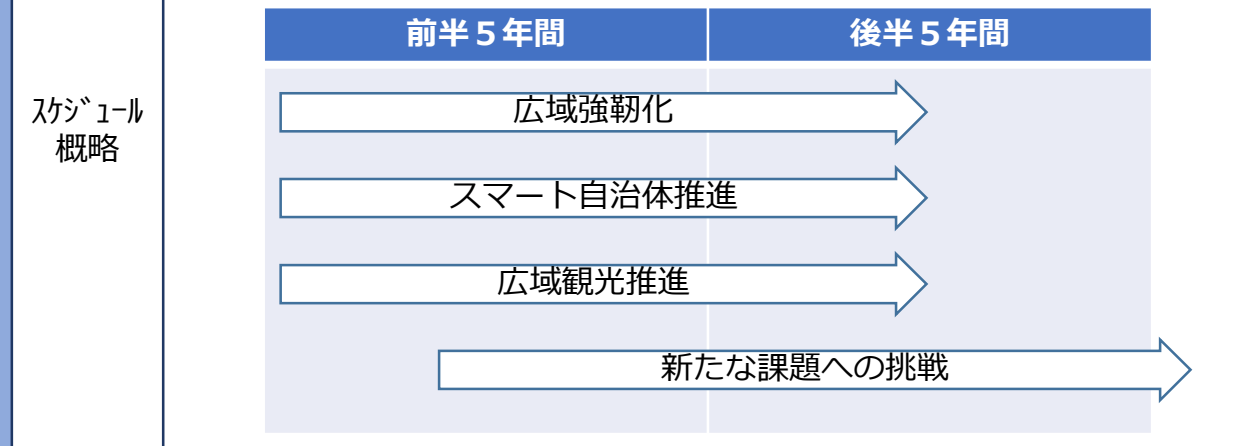 前半５年間
後半５年間
ｽｹｼﾞｭｰﾙ
概略
広域強靭化
スマート自治体推進
広域観光推進
新たな課題への挑戦